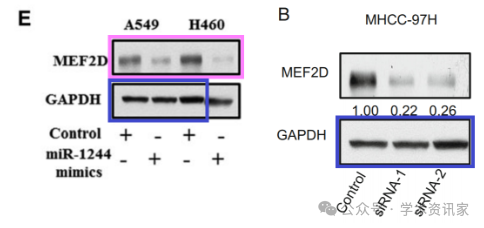 E
A549 H460
MEF2D
GAPDH
Control + - + -
miR-1244 mimics - + - +
B
MHCC-97H
MEF2D
1.00 0.22 0.26
GAPDH
Control siRNA-1 siRNA-2
公众号 · 学术资讯家